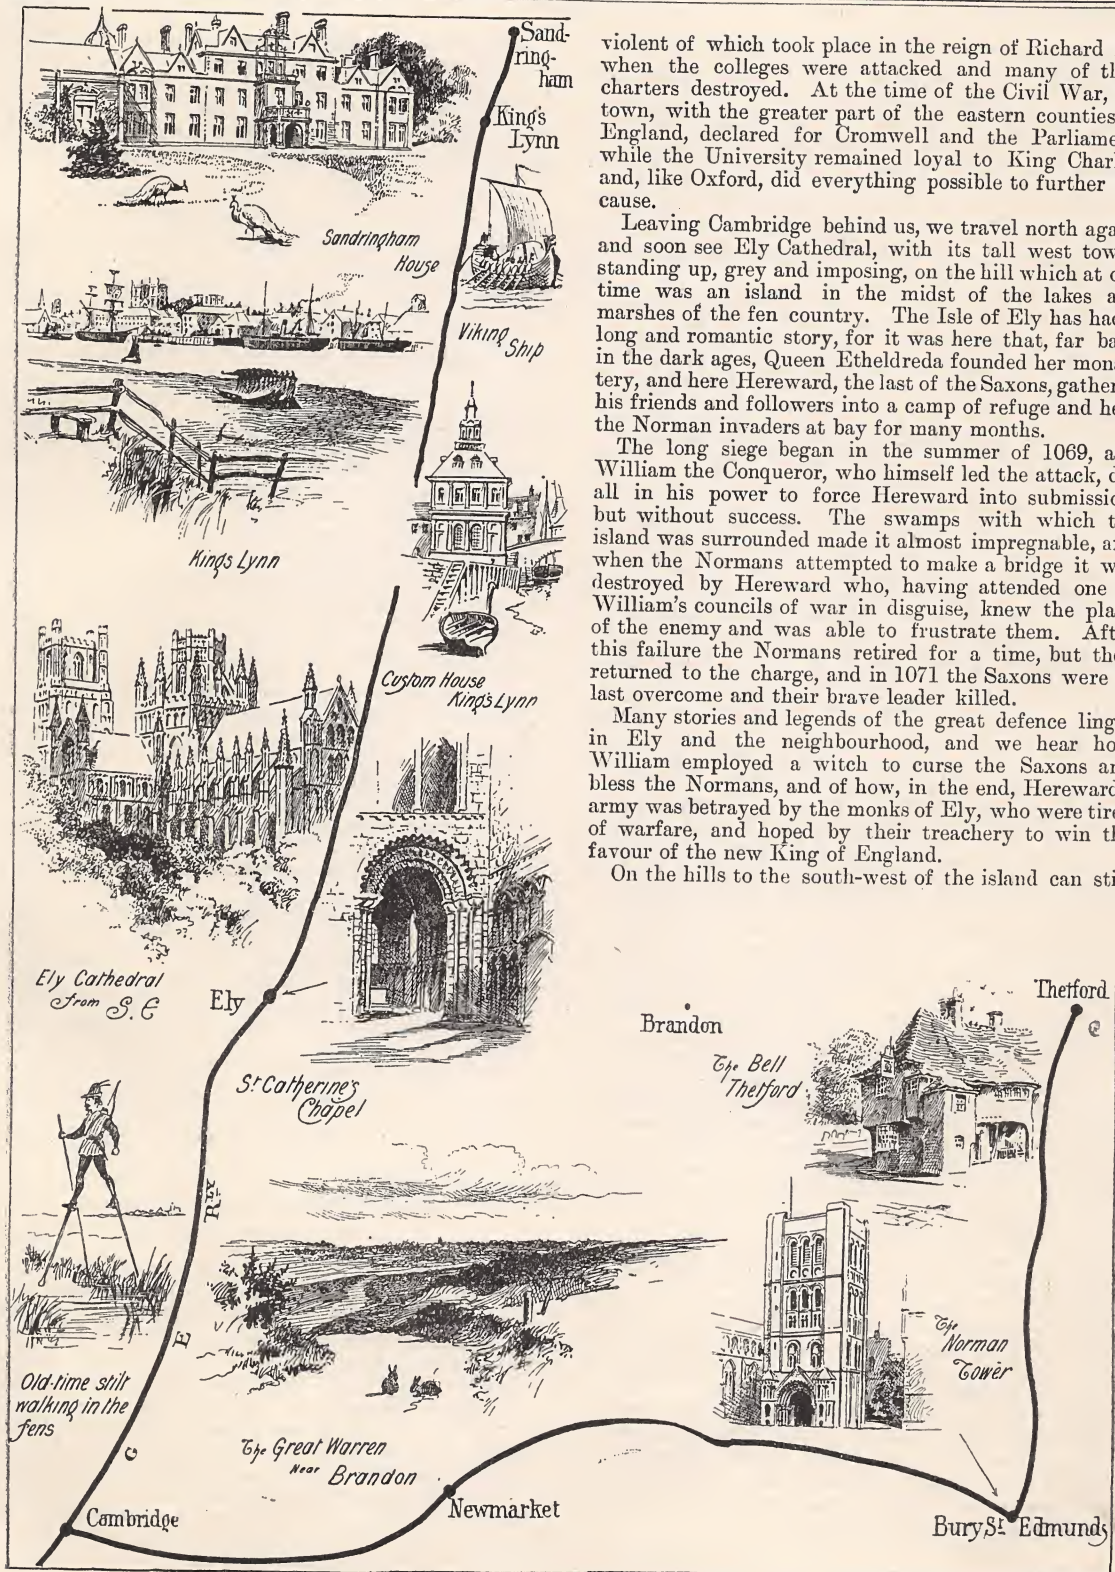 Sand-
ring-
ham
King's
Lynn
Sandringham
House
Viking
Ship
Kings Lynn
Custom House
King's Lynn
Ely Cathedral
from S.E
Ely
St Catherine's
Chapel
Old-time stilt
walking in the
fens
G E Rly
The Great Warren
Near Brandon
Cambridge
Newmarket
violent of which took place in the reign of Richard
when the colleges were attacked and many of th
charters destroyed. At the time of the Civil War,
town, with the greater part of the eastern counties
England, declared for Cromwell and the Parliame
while the University remained loyal to King Charl
and, like Oxford, did everything possible to further
cause.
Leaving Cambridge behind us, we travel north aga
and soon see Ely Cathedral, with its tall west tow
standing up, grey and imposing, on the hill which at o
time was an island in the midst of the lakes a
marshes of the fen country. The Isle of Ely has had
long and romantic story, for it was here that, far ba
in the dark ages, Queen Etheldreda founded her mona
tery, and here Hereward, the last of the Saxons, gather
his friends and followers into a camp of refuge and he
the Norman invaders at bay for many months.
The long siege began in the summer of 1069, a
William the Conqueror, who himself led the attack, d
all in his power to force Hereward into submissio
but without success. The swamps with which t
island was surrounded made it almost impregnable, an
when the Normans attempted to make a bridge it w
destroyed by Hereward who, having attended one
William's councils of war in disguise, knew the pla
of the enemy and was able to frustrate them. Aft
this failure the Normans retired for a time, but the
returned to the charge, and in 1071 the Saxons were
last overcome and their brave leader killed.
Many stories and legends of the great defence ling
in Ely and the neighbourhood, and we hear ho
William employed a witch to curse the Saxons an
bless the Normans, and of how, in the end, Hereward
army was betrayed by the monks of Ely, who were tire
of warfare, and hoped by their treachery to win th
favour of the new King of England.
On the hills to the south-west of the island can sti
Brandon
Thetford
The Bell
Thetford
The
Norman
Tower
Bury St Edmunds